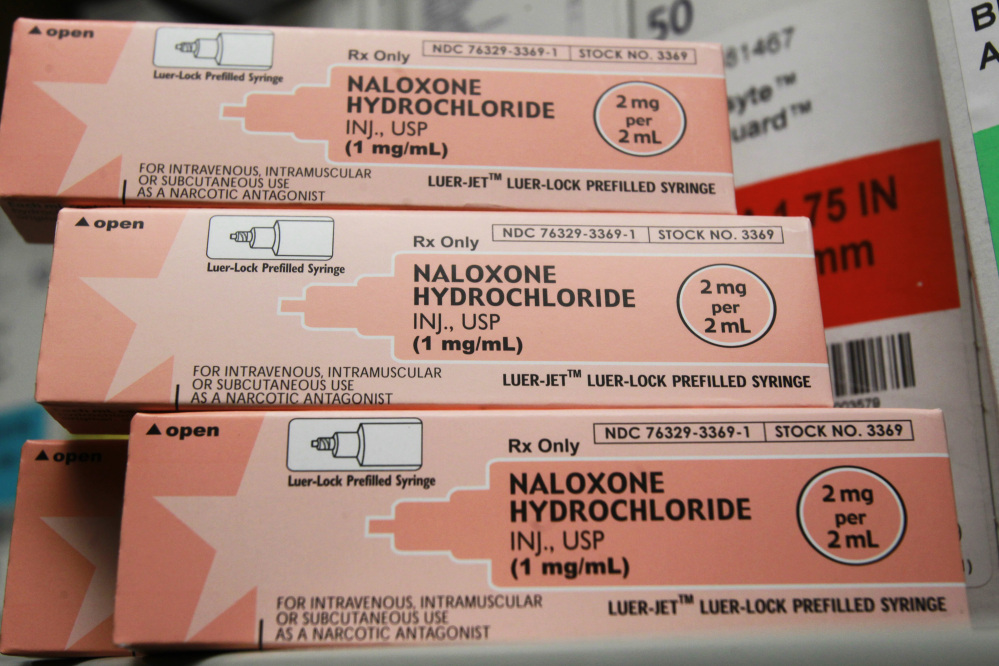 open
Luer-Lock Prefilled Syringe
Rx Only
NDC 76329-3369-1 STOCK NO. 3369
NALOXONE
HYDROCHLORIDE
INJ., USP
(1 mg/mL)
2 mg
per
2 mL
FOR INTRAVENOUS, INTRAMUSCULAR
OR SUBCUTANEOUS USE
AS A NARCOTIC ANTAGONIST
LUER-JET™ LUER-LOCK PREFILLED SYRINGE
open
Luer-Lock Prefilled Syringe
Rx Only
NDC 76329-3369-1 STOCK NO. 3369
NALOXONE
HYDROCHLORIDE
INJ., USP
(1 mg/mL)
2 mg
per
2 mL
FOR INTRAVENOUS, INTRAMUSCULAR
OR SUBCUTANEOUS USE
AS A NARCOTIC ANTAGONIST
LUER-JET™ LUER-LOCK PREFILLED SYRINGE
open
open
Luer-Lock Prefilled Syringe
Rx Only
NDC 76329-3369-1 STOCK NO. 3369
NALOXONE
HYDROCHLORIDE
INJ., USP
(1 mg/mL)
2 mg
per
2 mL
FOR INTRAVENOUS, INTRAMUSCULAR
OR SUBCUTANEOUS USE
AS A NARCOTIC ANTAGONIST
LUER-JET™ LUER-LOCK PREFILLED SYRINGE
50
1.75 IN
mm